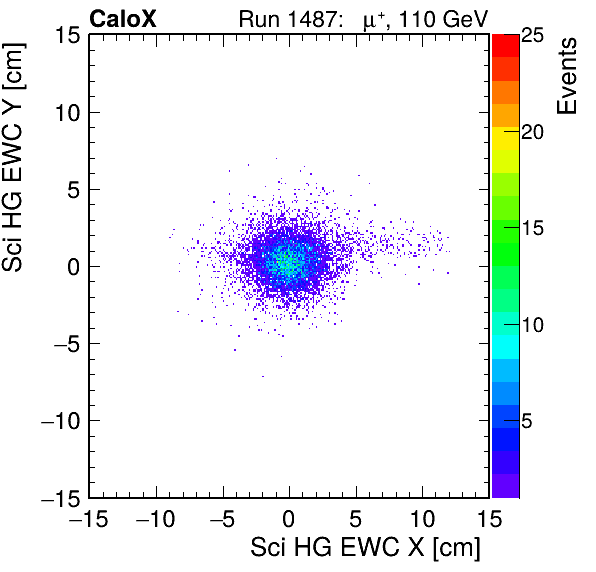 CaloX Run 1487: μ⁺, 110 GeV
Sci HG EWC Y [cm]
15
10
5
0
−5
−10
−15
−15 −10 −5 0 5 10 15
Sci HG EWC X [cm]
Events
25
20
15
10
5